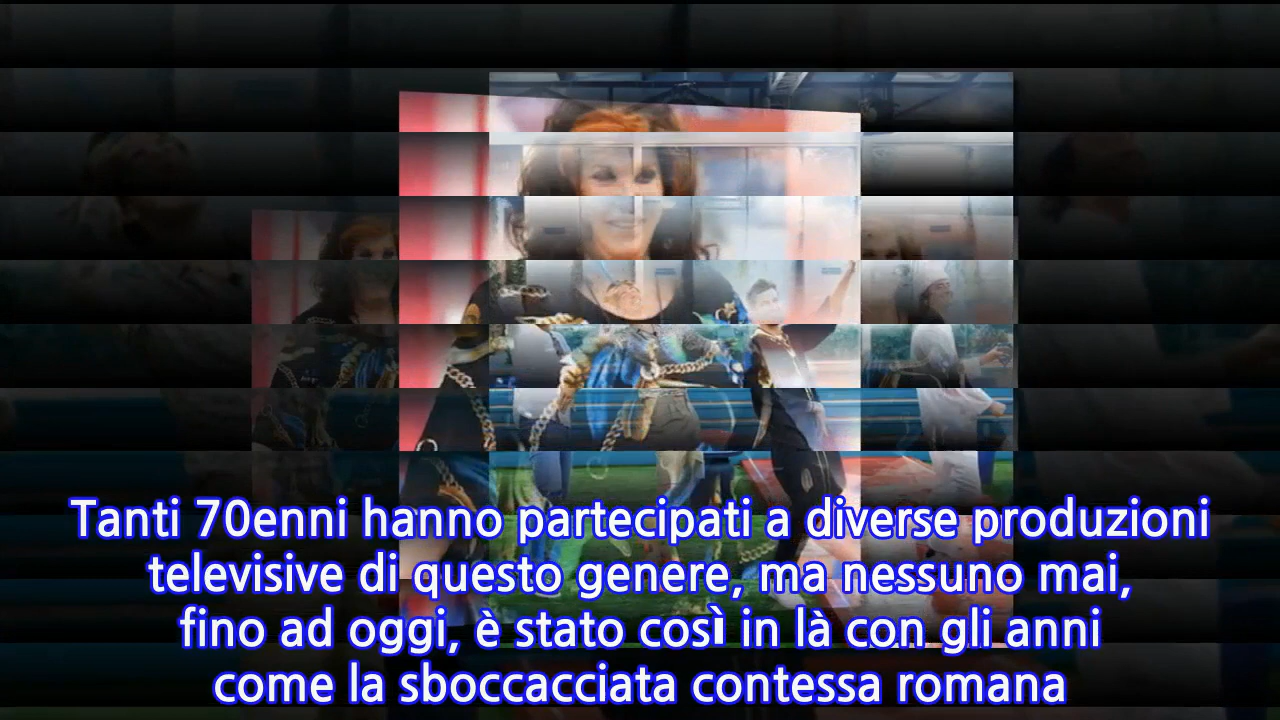 Tanti 70enni hanno partecipati a diverse produzioni
televisive di questo genere, ma nessuno mai,
fino ad oggi, è stato così in là con gli anni
come la sboccacciata contessa romana